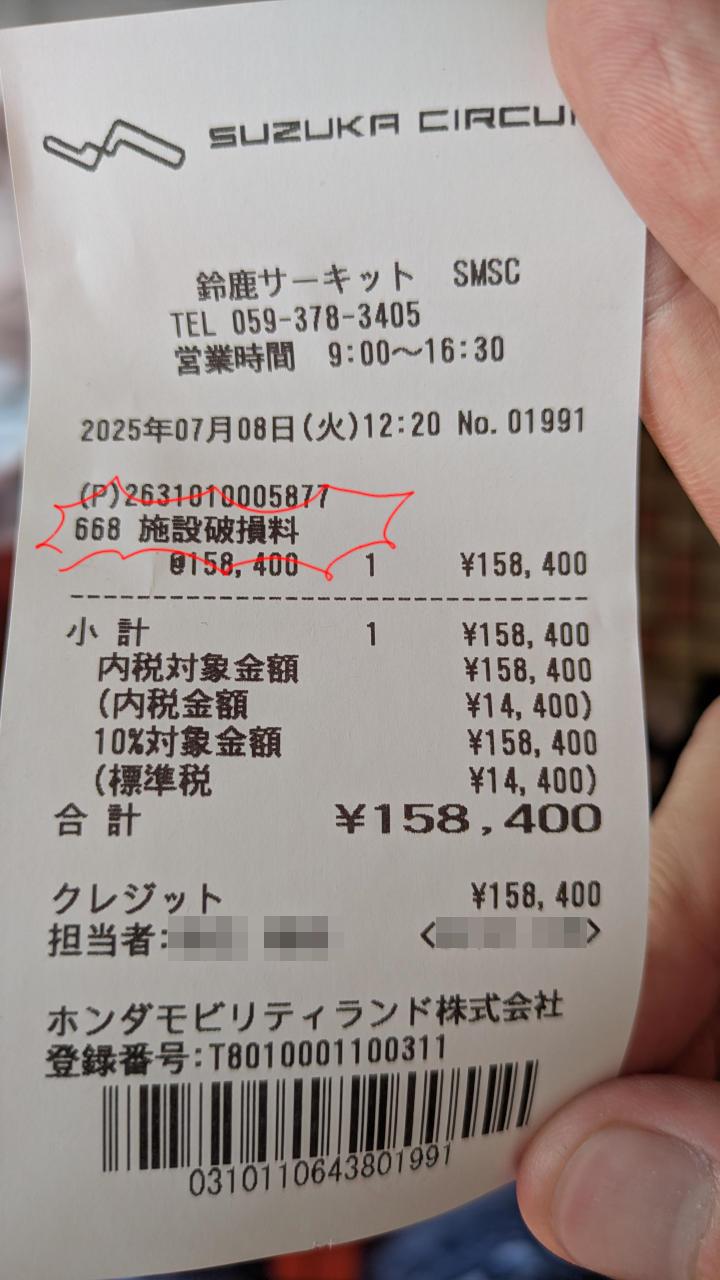 SUZUKA CIRCUI
鈴鹿サーキット SMSC
TEL 059-378-3405
営業時間 9:00～16:30
2025年07月08日(火)12:20 No.01991
(P)2631010005877
668 施設破損料
@158,400 1 ¥158,400
小 計 1 ¥158,400
内税対象金額 ¥158,400
(内税金額 ¥14,400)
10%対象金額 ¥158,400
(標準税 ¥14,400)
合 計 ¥158,400
クレジット ¥158,400
担当者: < >
ホンダモビリティランド株式会社
登録番号:T8010001100311
0310110643801991